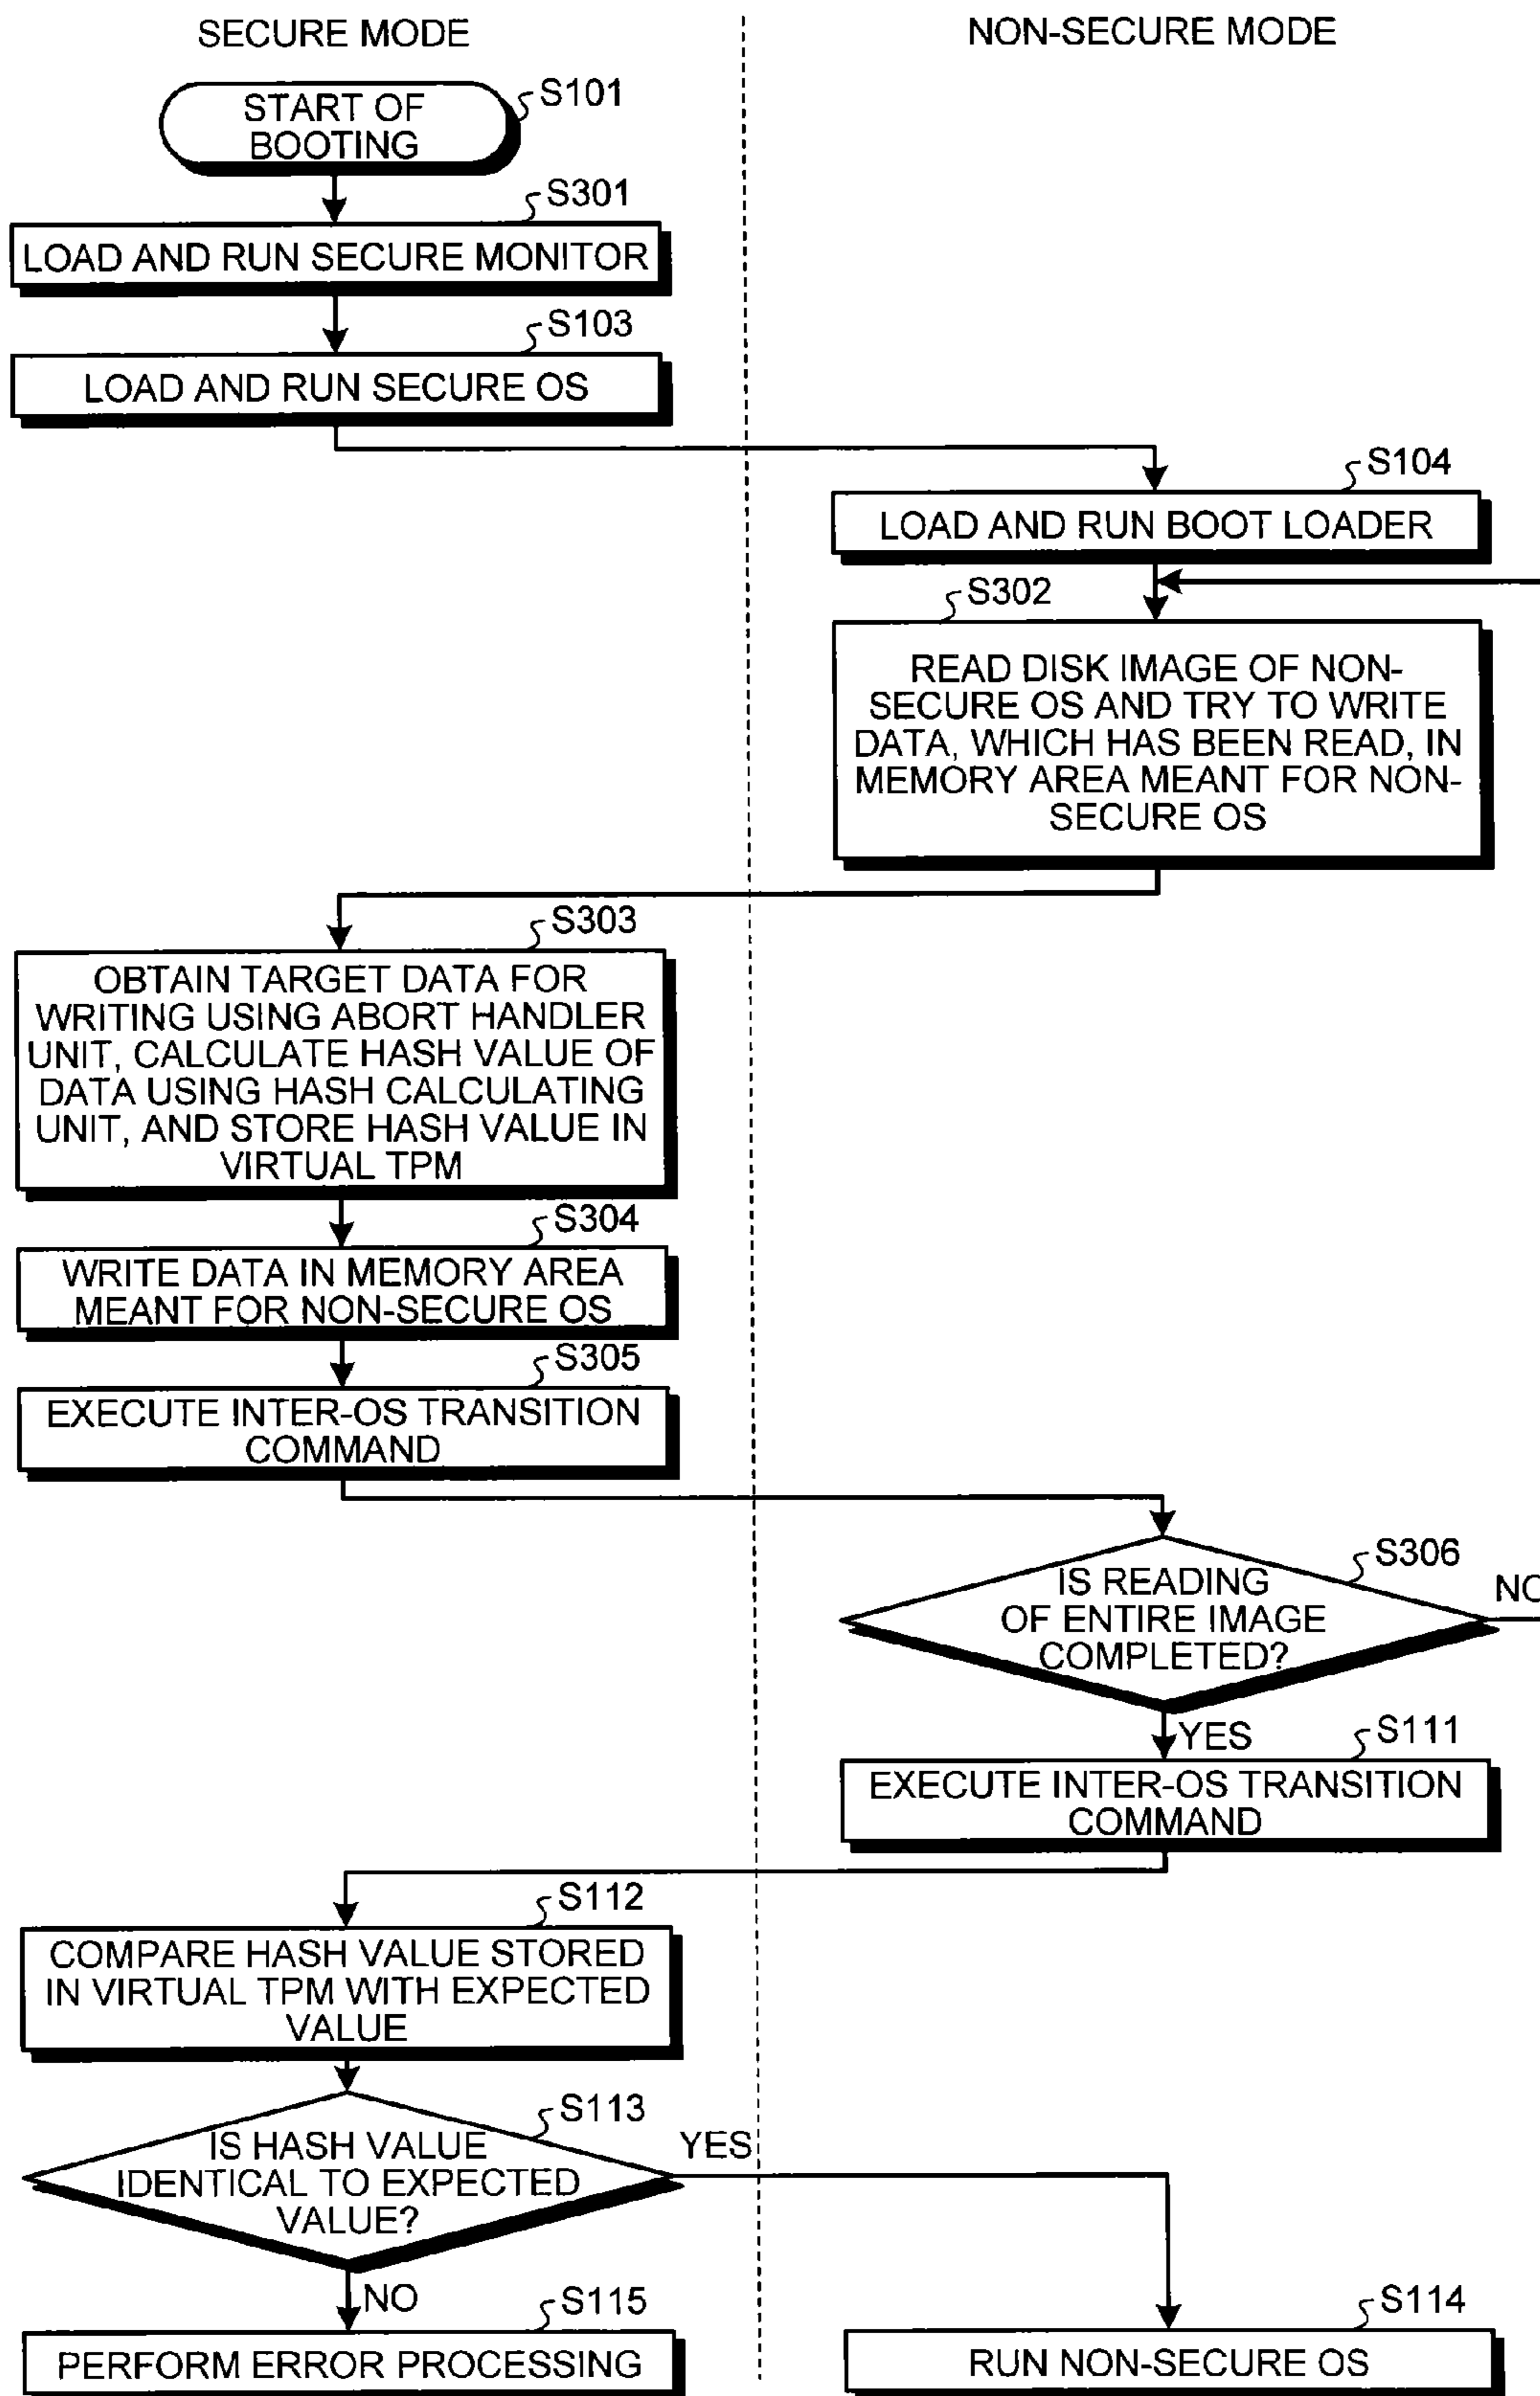 SECURE MODE
NON-SECURE MODE
START OF
BOOTING
S101
S301
LOAD AND RUN SECURE MONITOR
S103
LOAD AND RUN SECURE OS
S104
LOAD AND RUN BOOT LOADER
S302
READ DISK IMAGE OF NON-
SECURE OS AND TRY TO WRITE
DATA, WHICH HAS BEEN READ, IN
MEMORY AREA MEANT FOR NON-
SECURE OS
S303
OBTAIN TARGET DATA FOR
WRITING USING ABORT HANDLER
UNIT, CALCULATE HASH VALUE OF
DATA USING HASH CALCULATING
UNIT, AND STORE HASH VALUE IN
VIRTUAL TPM
S304
WRITE DATA IN MEMORY AREA
MEANT FOR NON-SECURE OS
S305
EXECUTE INTER-OS TRANSITION
COMMAND
S306
IS READING
OF ENTIRE IMAGE
COMPLETED?
NO
YES
S111
EXECUTE INTER-OS TRANSITION
COMMAND
S112
COMPARE HASH VALUE STORED
IN VIRTUAL TPM WITH EXPECTED
VALUE
S113
IS HASH VALUE
IDENTICAL TO EXPECTED
VALUE?
YES
NO
S115
PERFORM ERROR PROCESSING
S114
RUN NON-SECURE OS